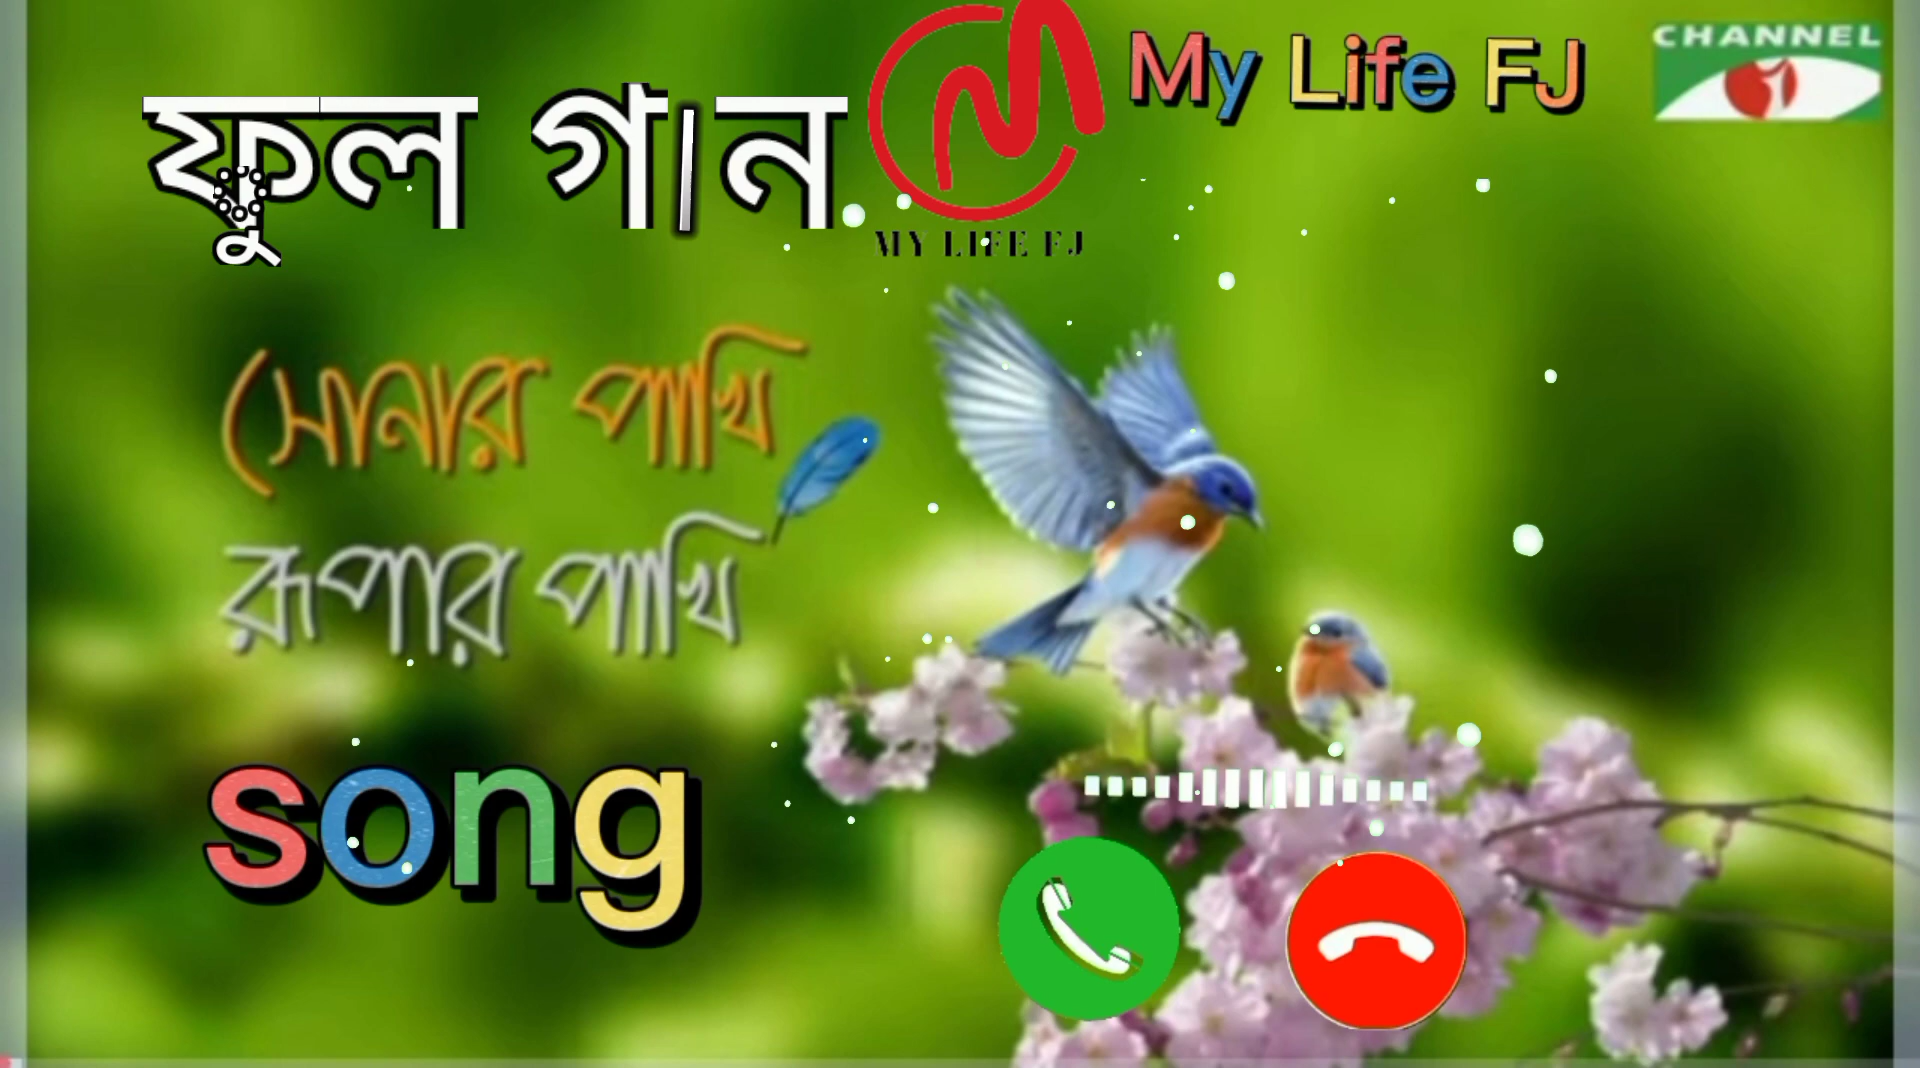 ফুল গান
My Life FJ
CHANNEL
MY LIFE FJ
সোনার পাখি
রূপার পাখি
song